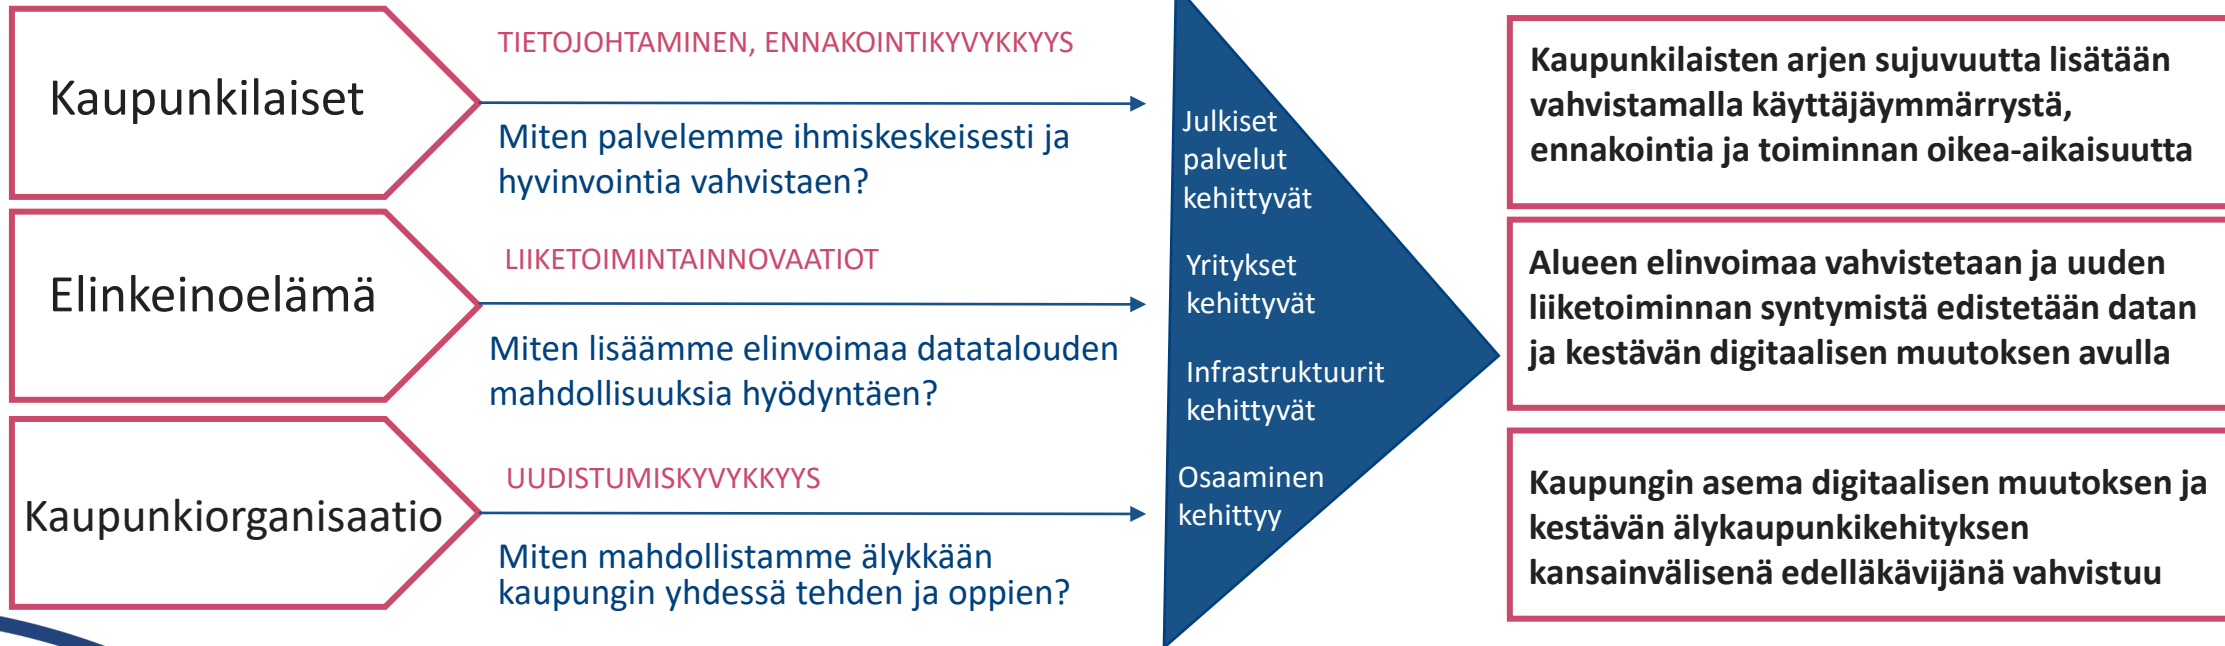 Kaupunkilaiset
TIETOJOHTAMINEN, ENNAKOINTIKYVYKKYYS
Miten palvelemme ihmiskeskeisesti ja
hyvinvointia vahvistaen?
Elinkeinoelämä
LIIKETOIMINTAINNOVAATIOT
Miten lisäämme elinvoimaa datatalouden
mahdollisuuksia hyödyntäen?
Kaupunkiorganisaatio
UUDISTUMISKYVYKKYYS
Miten mahdollistamme älykkään
kaupungin yhdessä tehden ja oppien?
Julkiset
palvelut
kehittyvät
Yritykset
kehittyvät
Infrastruktuurit
kehittyvät
Osaaminen
kehittyy
Kaupunkilaisten arjen sujuvuutta lisätään
vahvistamalla käyttäjäymmärrystä,
ennakointia ja toiminnan oikea-aikaisuutta
Alueen elinvoimaa vahvistetaan ja uuden
liiketoiminnan syntymistä edistetään datan
ja kestävän digitaalisen muutoksen avulla
Kaupungin asema digitaalisen muutoksen ja
kestävän älykaupunkikehityksen
kansainvälisenä edelläkävijänä vahvistuu